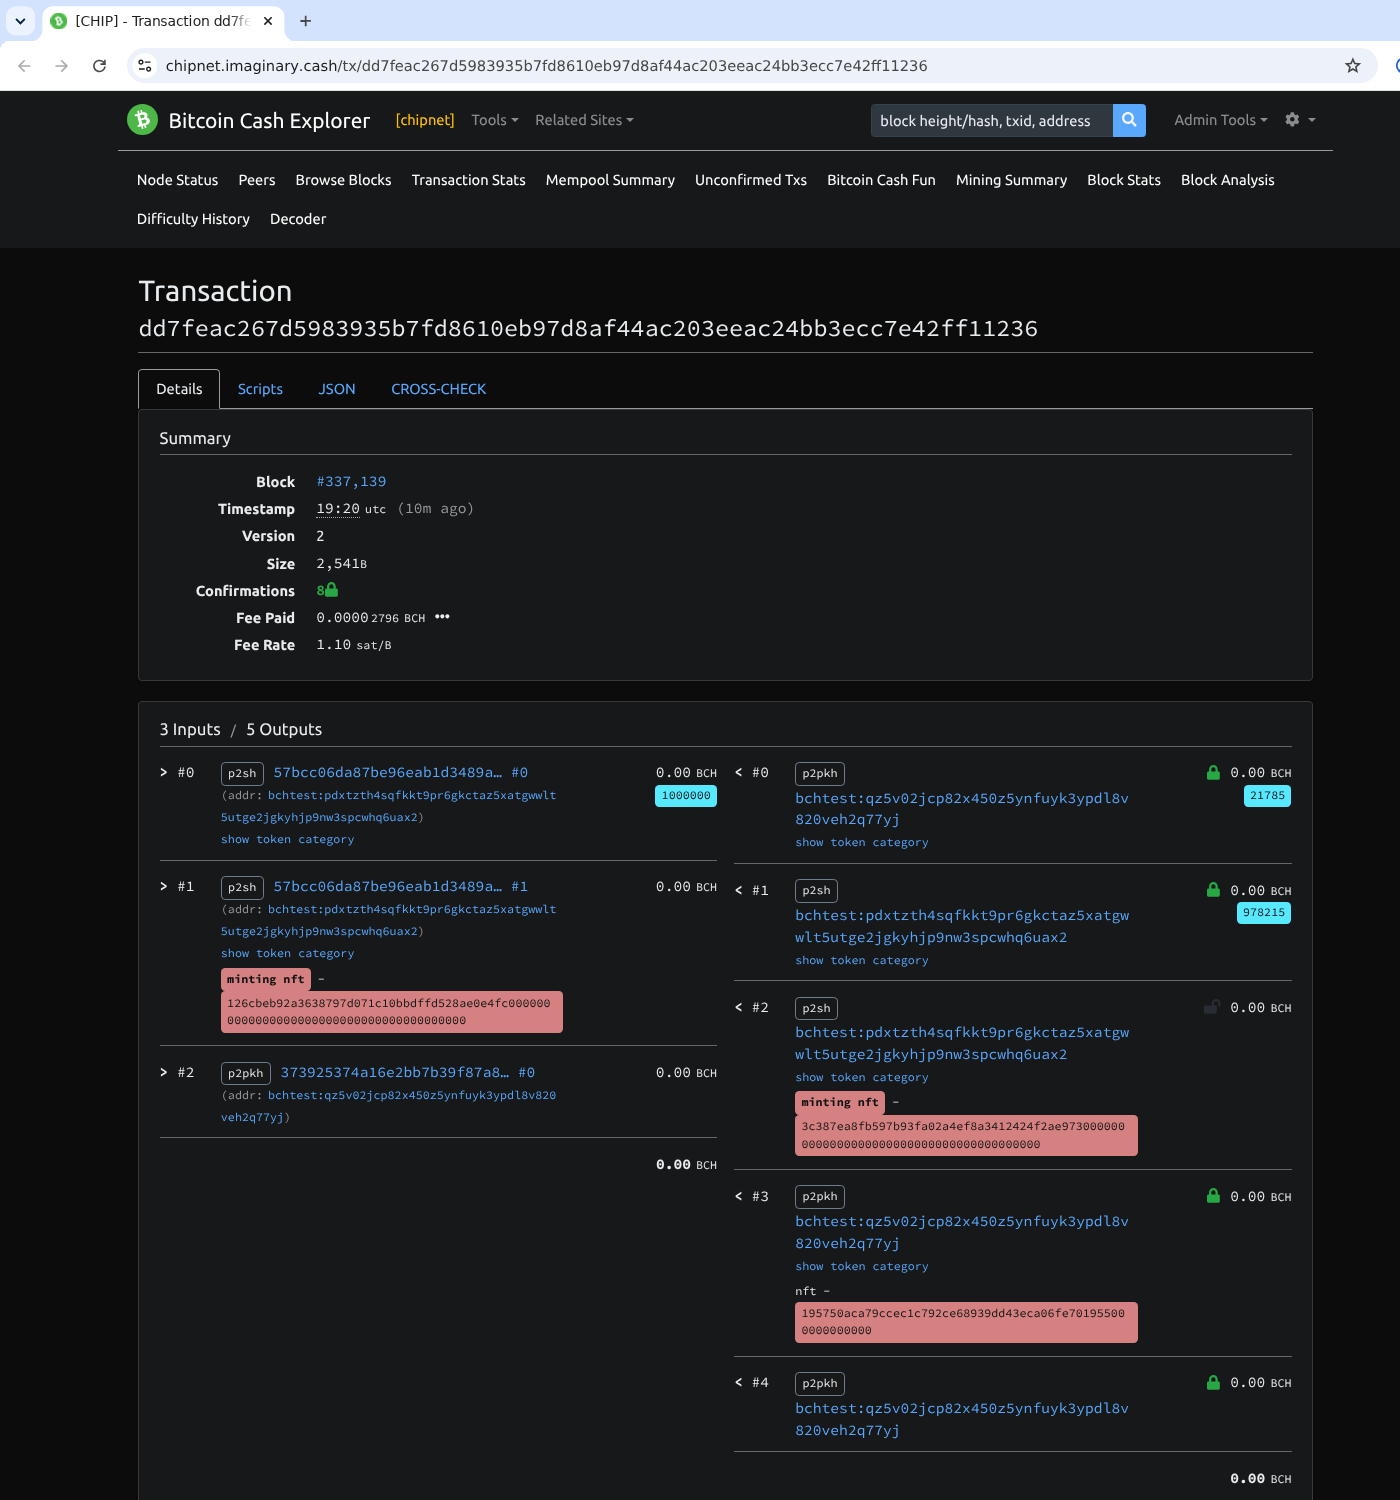 [CHIP] - Transaction dd7fe
chipnet.imaginary.cash/tx/dd7feac267d5983935b7fd8610eb97d8af44ac203eeac24bb3ecc7e42ff11236
Bitcoin Cash Explorer [chipnet] Tools Related Sites block height/hash, txid, address Admin Tools
Node Status Peers Browse Blocks Transaction Stats Mempool Summary Unconfirmed Txs Bitcoin Cash Fun Mining Summary Block Stats Block Analysis
Difficulty History Decoder
Transaction
dd7feac267d5983935b7fd8610eb97d8af44ac203eeac24bb3ecc7e42ff11236
Details Scripts JSON CROSS-CHECK
Summary
Block #337,139
Timestamp 19:20 utc (10m ago)
Version 2
Size 2,541B
Confirmations 8
Fee Paid 0.00002796 BCH •••
Fee Rate 1.10 sat/B
3 Inputs / 5 Outputs
> #0 p2sh 57bcc06da87be96eab1d3489a… #0 0.00 BCH
1000000
(addr: bchtest:pdxtzth4sqfkkt9pr6gkctaz5xatgwwlt
5utge2jgkyhjp9nw3spcwhq6uax2)
show token category
> #1 p2sh 57bcc06da87be96eab1d3489a… #1 0.00 BCH
(addr: bchtest:pdxtzth4sqfkkt9pr6gkctaz5xatgwwlt
5utge2jgkyhjp9nw3spcwhq6uax2)
show token category
minting nft -
126cbeb92a3638797d071c10bbdffd528ae0e4fc000000
0000000000000000000000000000000000
> #2 p2pkh 373925374a16e2bb7b39f87a8… #0 0.00 BCH
(addr: bchtest:qz5v02jcp82x450z5ynfuyk3ypdl8v820
veh2q77yj)
0.00 BCH
< #0 p2pkh 0.00 BCH
21785
bchtest:qz5v02jcp82x450z5ynfuyk3ypdl8v
820veh2q77yj
show token category
< #1 p2sh 0.00 BCH
978215
bchtest:pdxtzth4sqfkkt9pr6gkctaz5xatgw
wlt5utge2jgkyhjp9nw3spcwhq6uax2
show token category
< #2 p2sh 0.00 BCH
bchtest:pdxtzth4sqfkkt9pr6gkctaz5xatgw
wlt5utge2jgkyhjp9nw3spcwhq6uax2
show token category
minting nft -
3c387ea8fb597b93fa02a4ef8a3412424f2ae973000000
0000000000000000000000000000000000
< #3 p2pkh 0.00 BCH
bchtest:qz5v02jcp82x450z5ynfuyk3ypdl8v
820veh2q77yj
show token category
nft -
195750aca79ccec1c792ce68939dd43eca06fe70195500
0000000000
< #4 p2pkh 0.00 BCH
bchtest:qz5v02jcp82x450z5ynfuyk3ypdl8v
820veh2q77yj
0.00 BCH